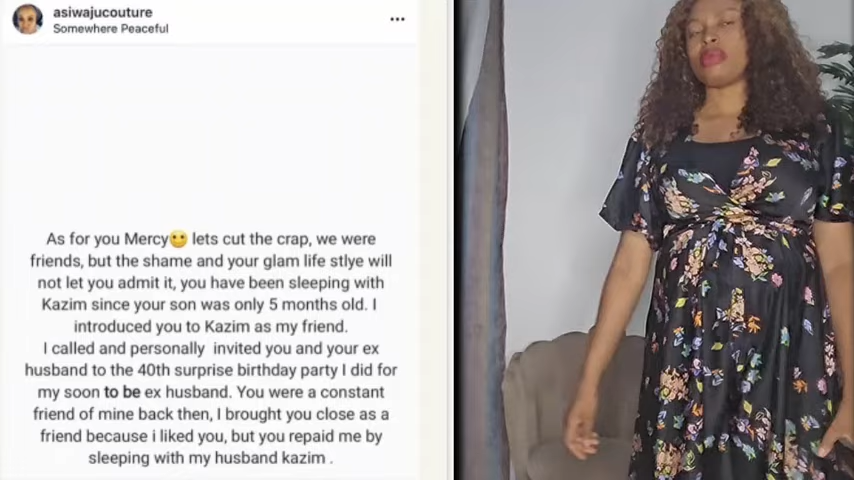 asiwajucouture
Somewhere Peaceful
As for you Mercy😬 lets cut the crap, we were
friends, but the shame and your glam life stlye will
not let you admit it, you have been sleeping with
Kazim since your son was only 5 months old. I
introduced you to Kazim as my friend.
I called and personally invited you and your ex
husband to the 40th surprise birthday party I did for
my soon to be ex husband. You were a constant
friend of mine back then, I brought you close as a
friend because i liked you, but you repaid me by
sleeping with my husband kazim .